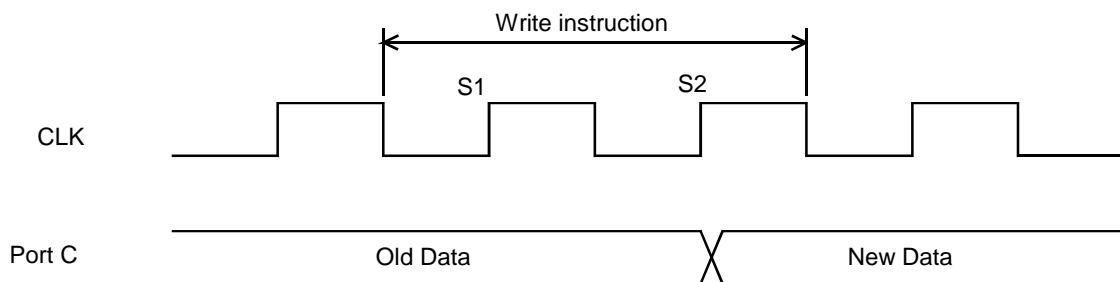 Write instruction
S1 S2
CLK
Port C Old Data New Data